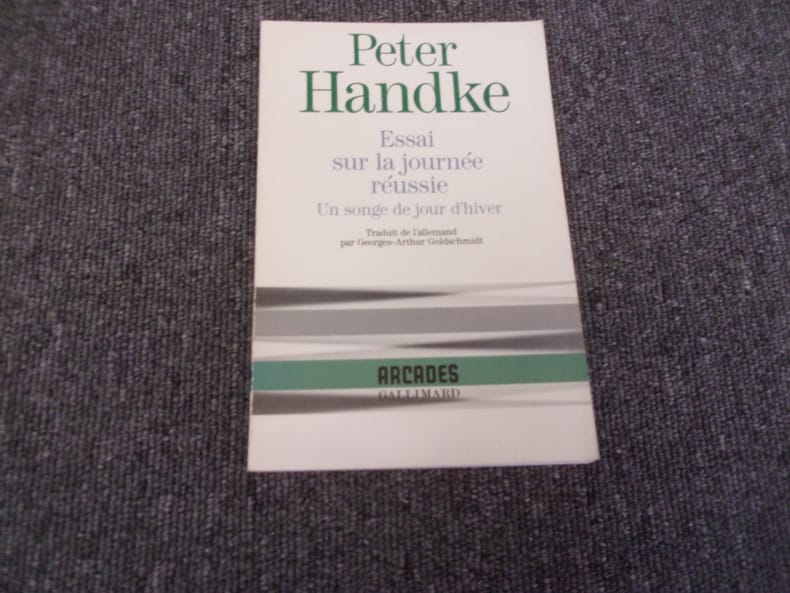 Peter
Handke
Essai
sur la journée
réussie
Un songe de jour d'hiver
Traduit de l'allemand
par Georges-Arthur Goldschmidt
ARCADES
GALLIMARD